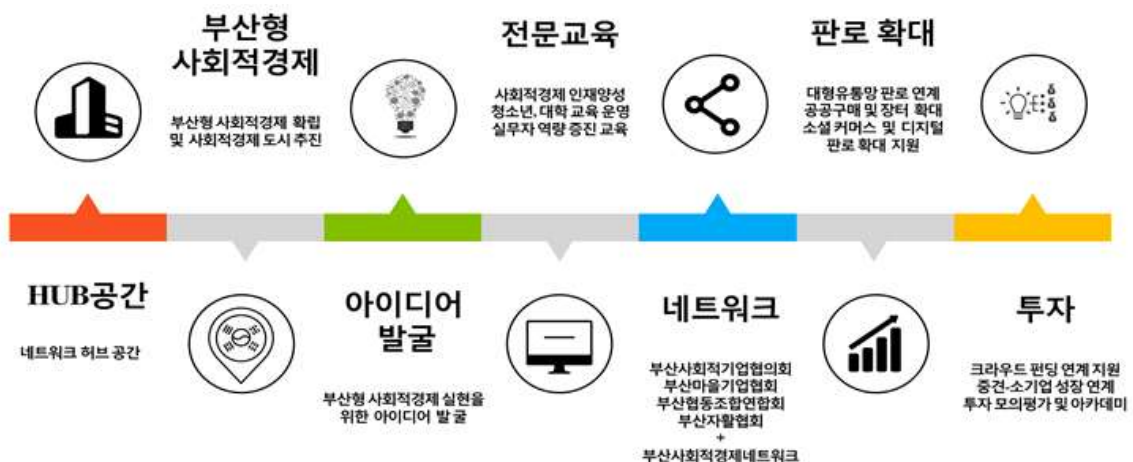 부산형
사회적경제
부산형 사회적경제 확립
및 사회적경제 도시 추진
전문교육
사회적경제 인재양성
청소년, 대학 교육 운영
실무자 역량 증진 교육
판로 확대
대형유통망 판로 연계
공공구매 및 장터 확대
소셜 커머스 및 디지털
판로 확대 지원
HUB공간
네트워크 허브 공간
아이디어
발굴
부산형 사회적경제 실현을
위한 아이디어 발굴
네트워크
부산사회적기업협의회
부산마을기업협회
부산협동조합연합회
부산자활협회
+
부산사회적경제네트워크
투자
크라우드 펀딩 연계 지원
중견-소기업 성장 연계
투자 모의평가 및 아카데미